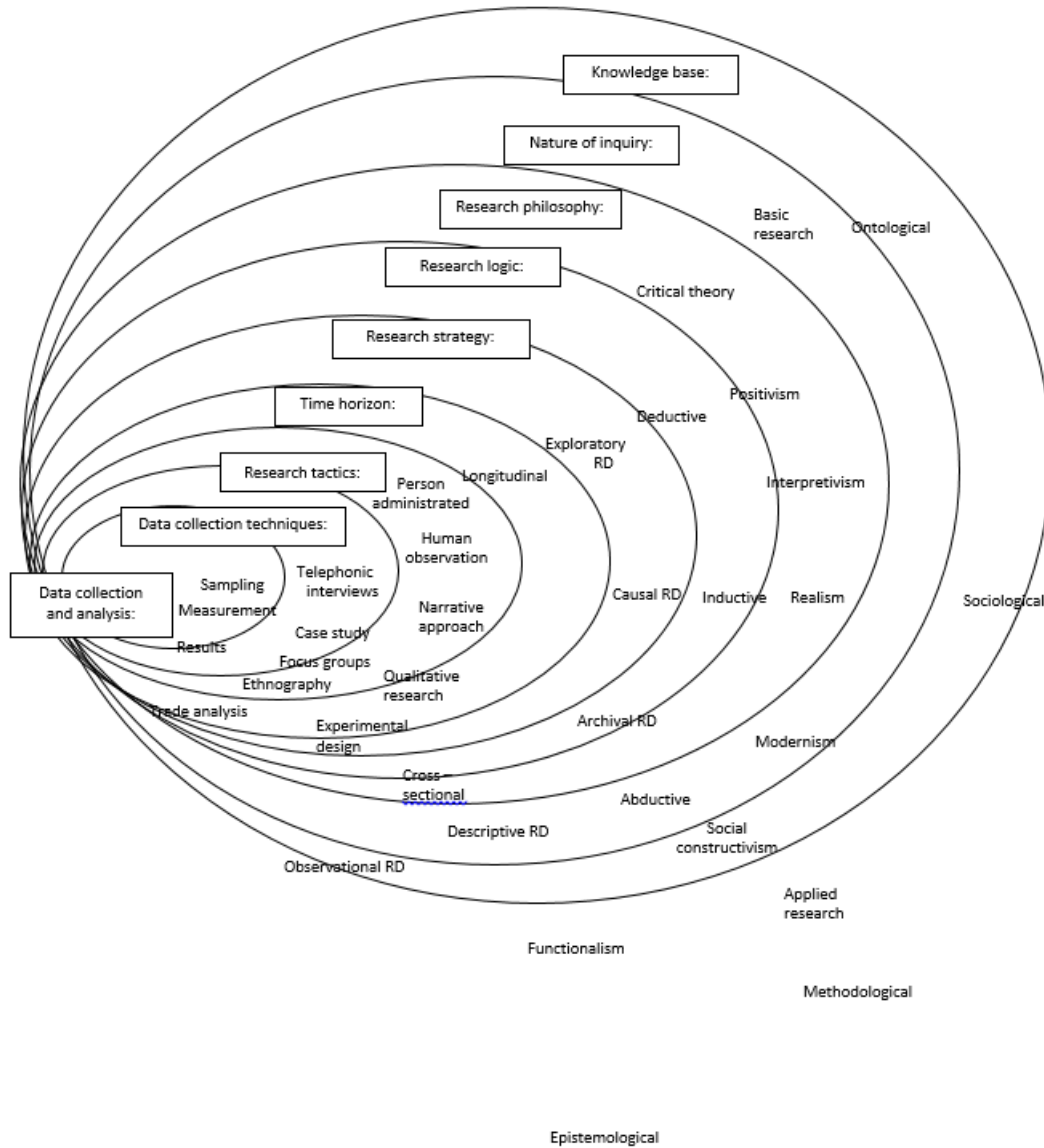 Knowledge base:
Nature of inquiry:
Research philosophy:
Basic
research
Ontological
Research logic:
Critical theory
Research strategy:
Positivism
Time horizon:
Deductive
Exploratory
RD
Research tactics:
Longitudinal
Interpretivism
Person
administrated
Data collection techniques:
Human
observation
Telephonic
interviews
Sampling
Measurement
Data collection
and analysis:
Causal RD
Inductive
Realism
Sociological
Narrative
approach
Case study
Results
Focus groups
Ethnography
Qualitative
research
Trade analysis
Experimental
design
Archival RD
Modernism
Cross –
sectional
Abductive
Descriptive RD
Social
constructivism
Observational RD
Applied
research
Functionalism
Methodological
Epistemological